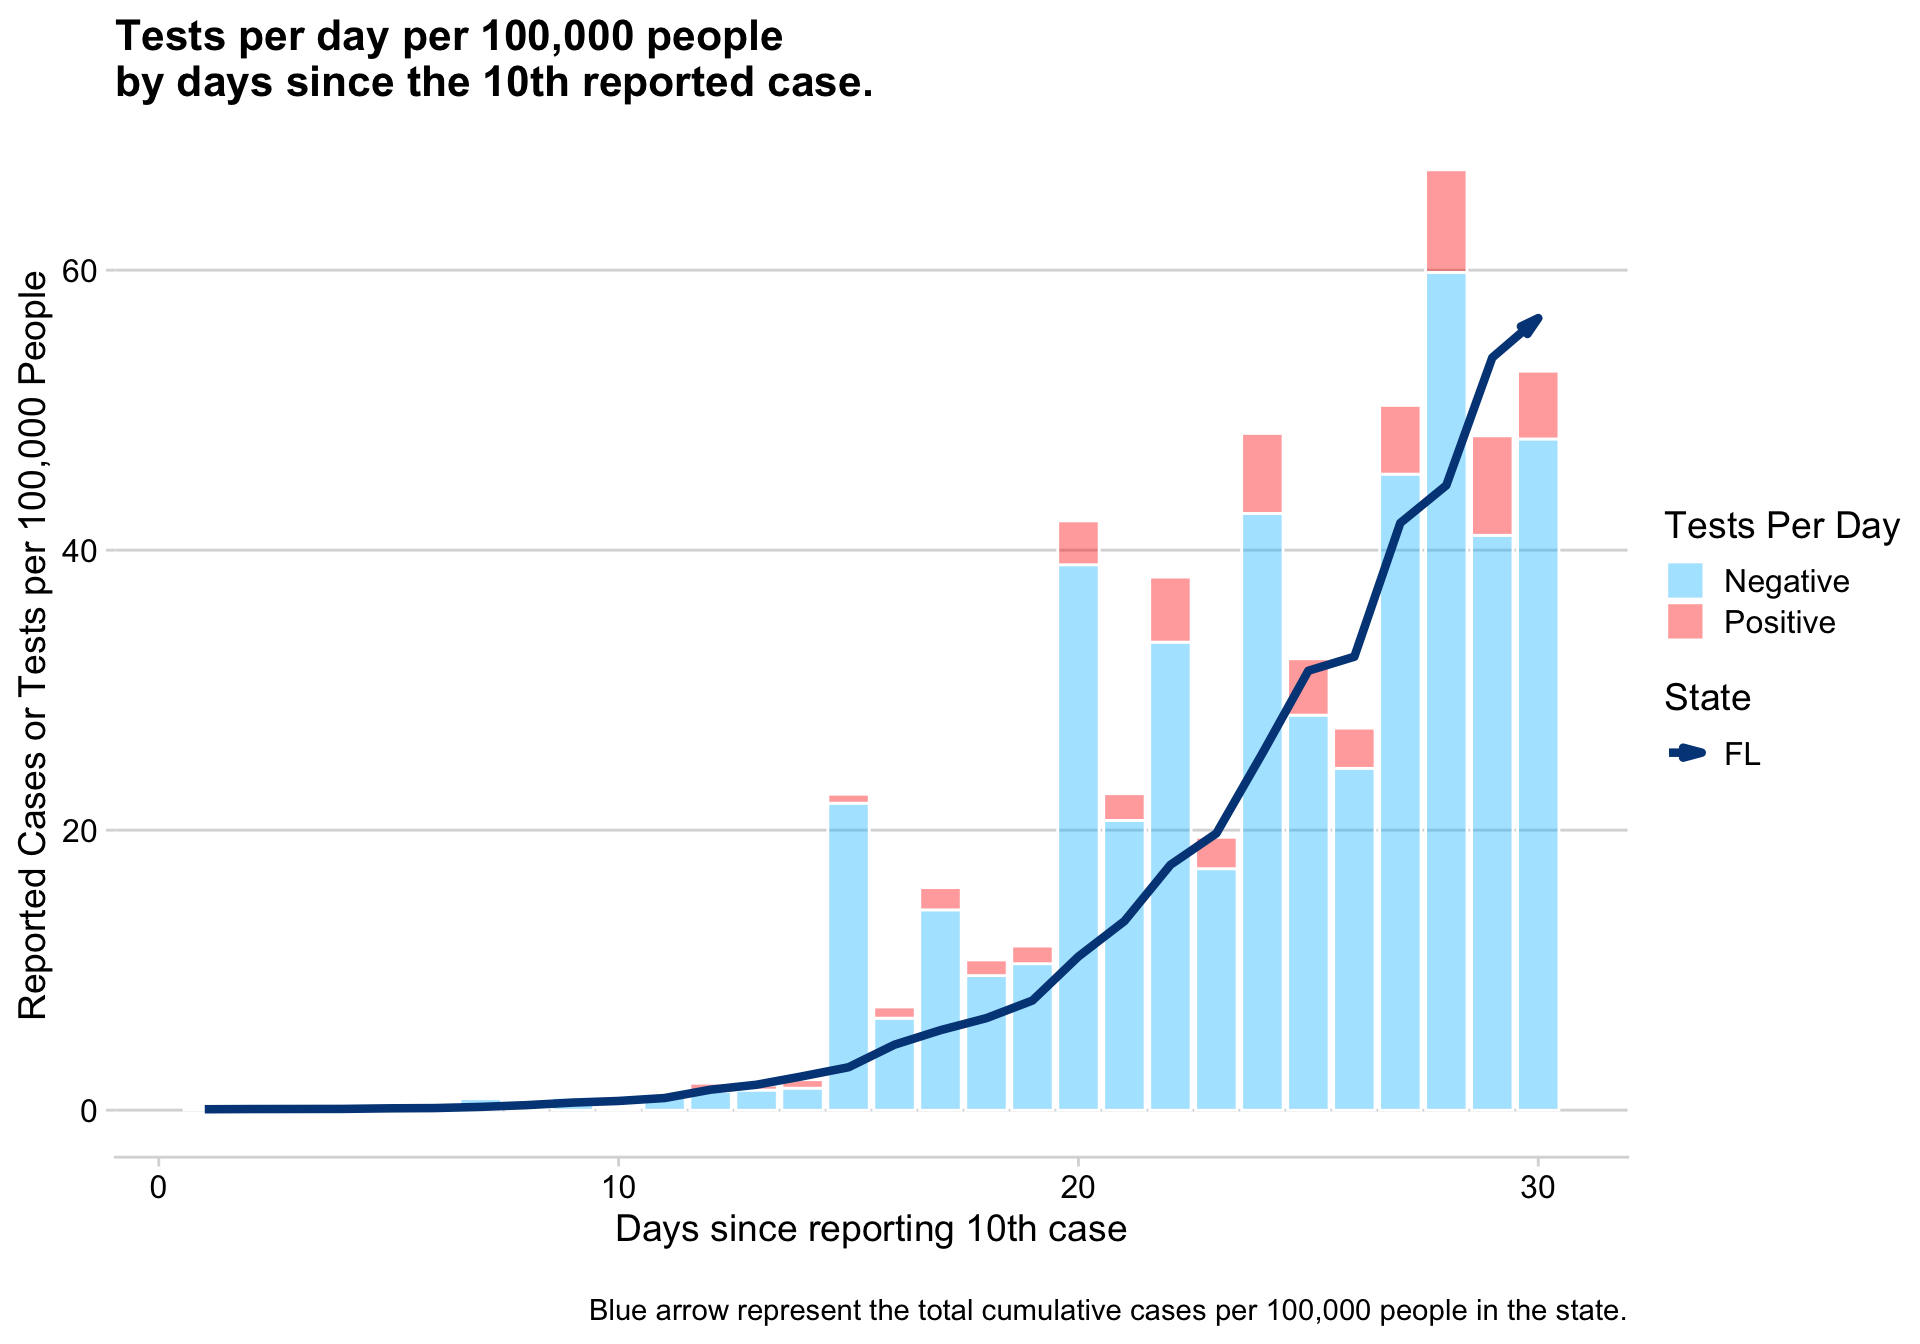 Tests per day per 100,000 people
by days since the 10th reported case.
Reported Cases or Tests per 100,000 People
60
40
20
0
0
10
20
30
Days since reporting 10th case
Tests Per Day
Negative
Positive
State
FL
Blue arrow represent the total cumulative cases per 100,000 people in the state.